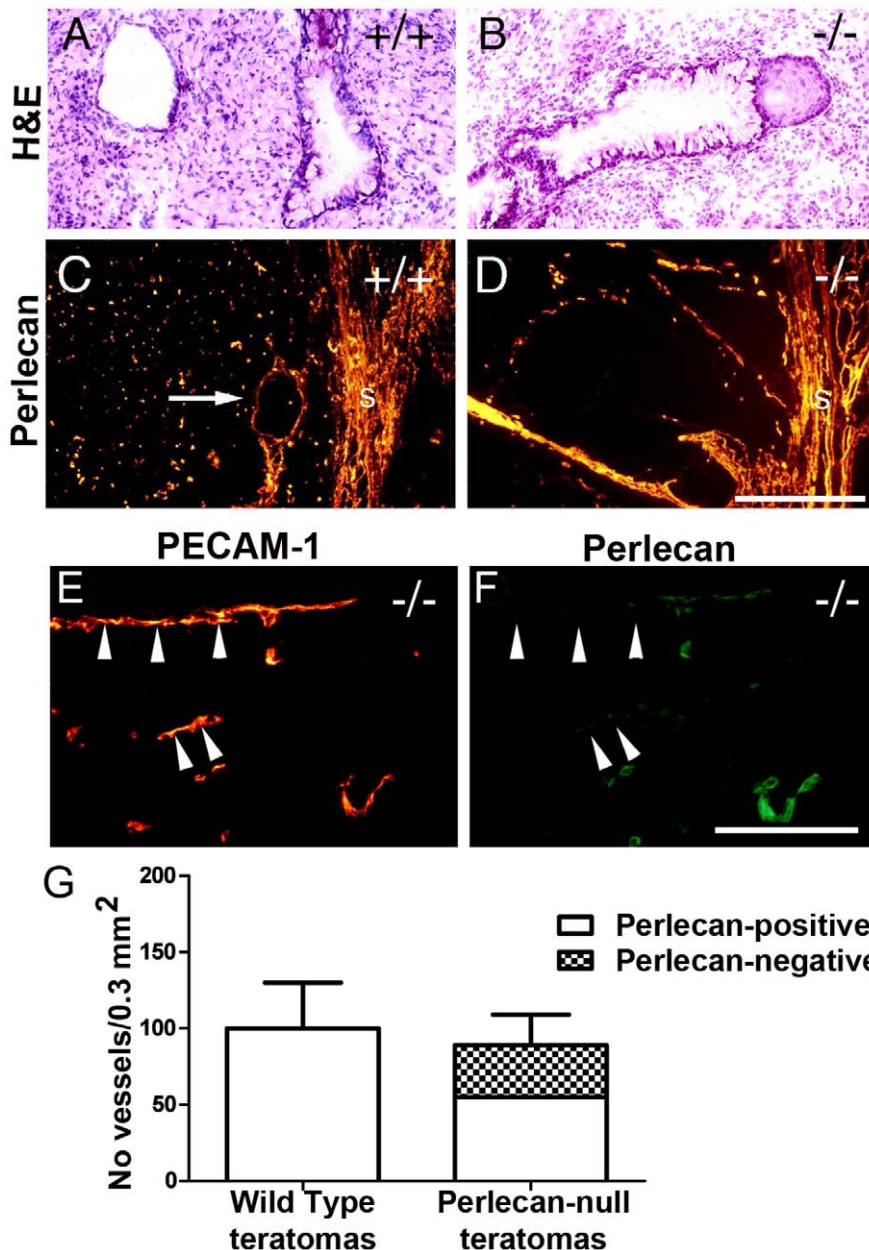 H&E
A
+/+
B
-/-
Perlecan
C
+/+
s
D
-/-
s
PECAM-1
Perlecan
E
-/-
F
-/-
G
No vessels/0.3 mm²
200
150
100
50
0
Perlecan-positive
Perlecan-negative
Wild Type
teratomas
Perlecan-null
teratomas